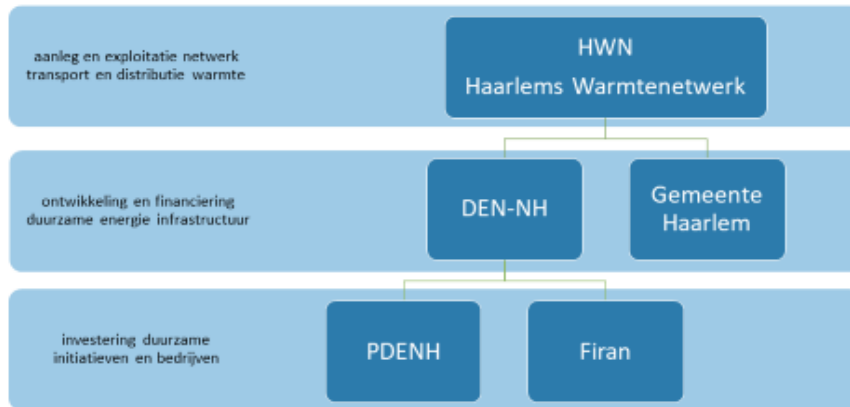 aanleg en exploitatie netwerk
transport en distributie warmte
HWN
Haarlems Warmtenetwerk
ontwikkeling en financiering
duurzame energie infrastructuur
DEN-NH
Gemeente
Haarlem
investering duurzame
initiatieven en bedrijven
PDENH
Firan